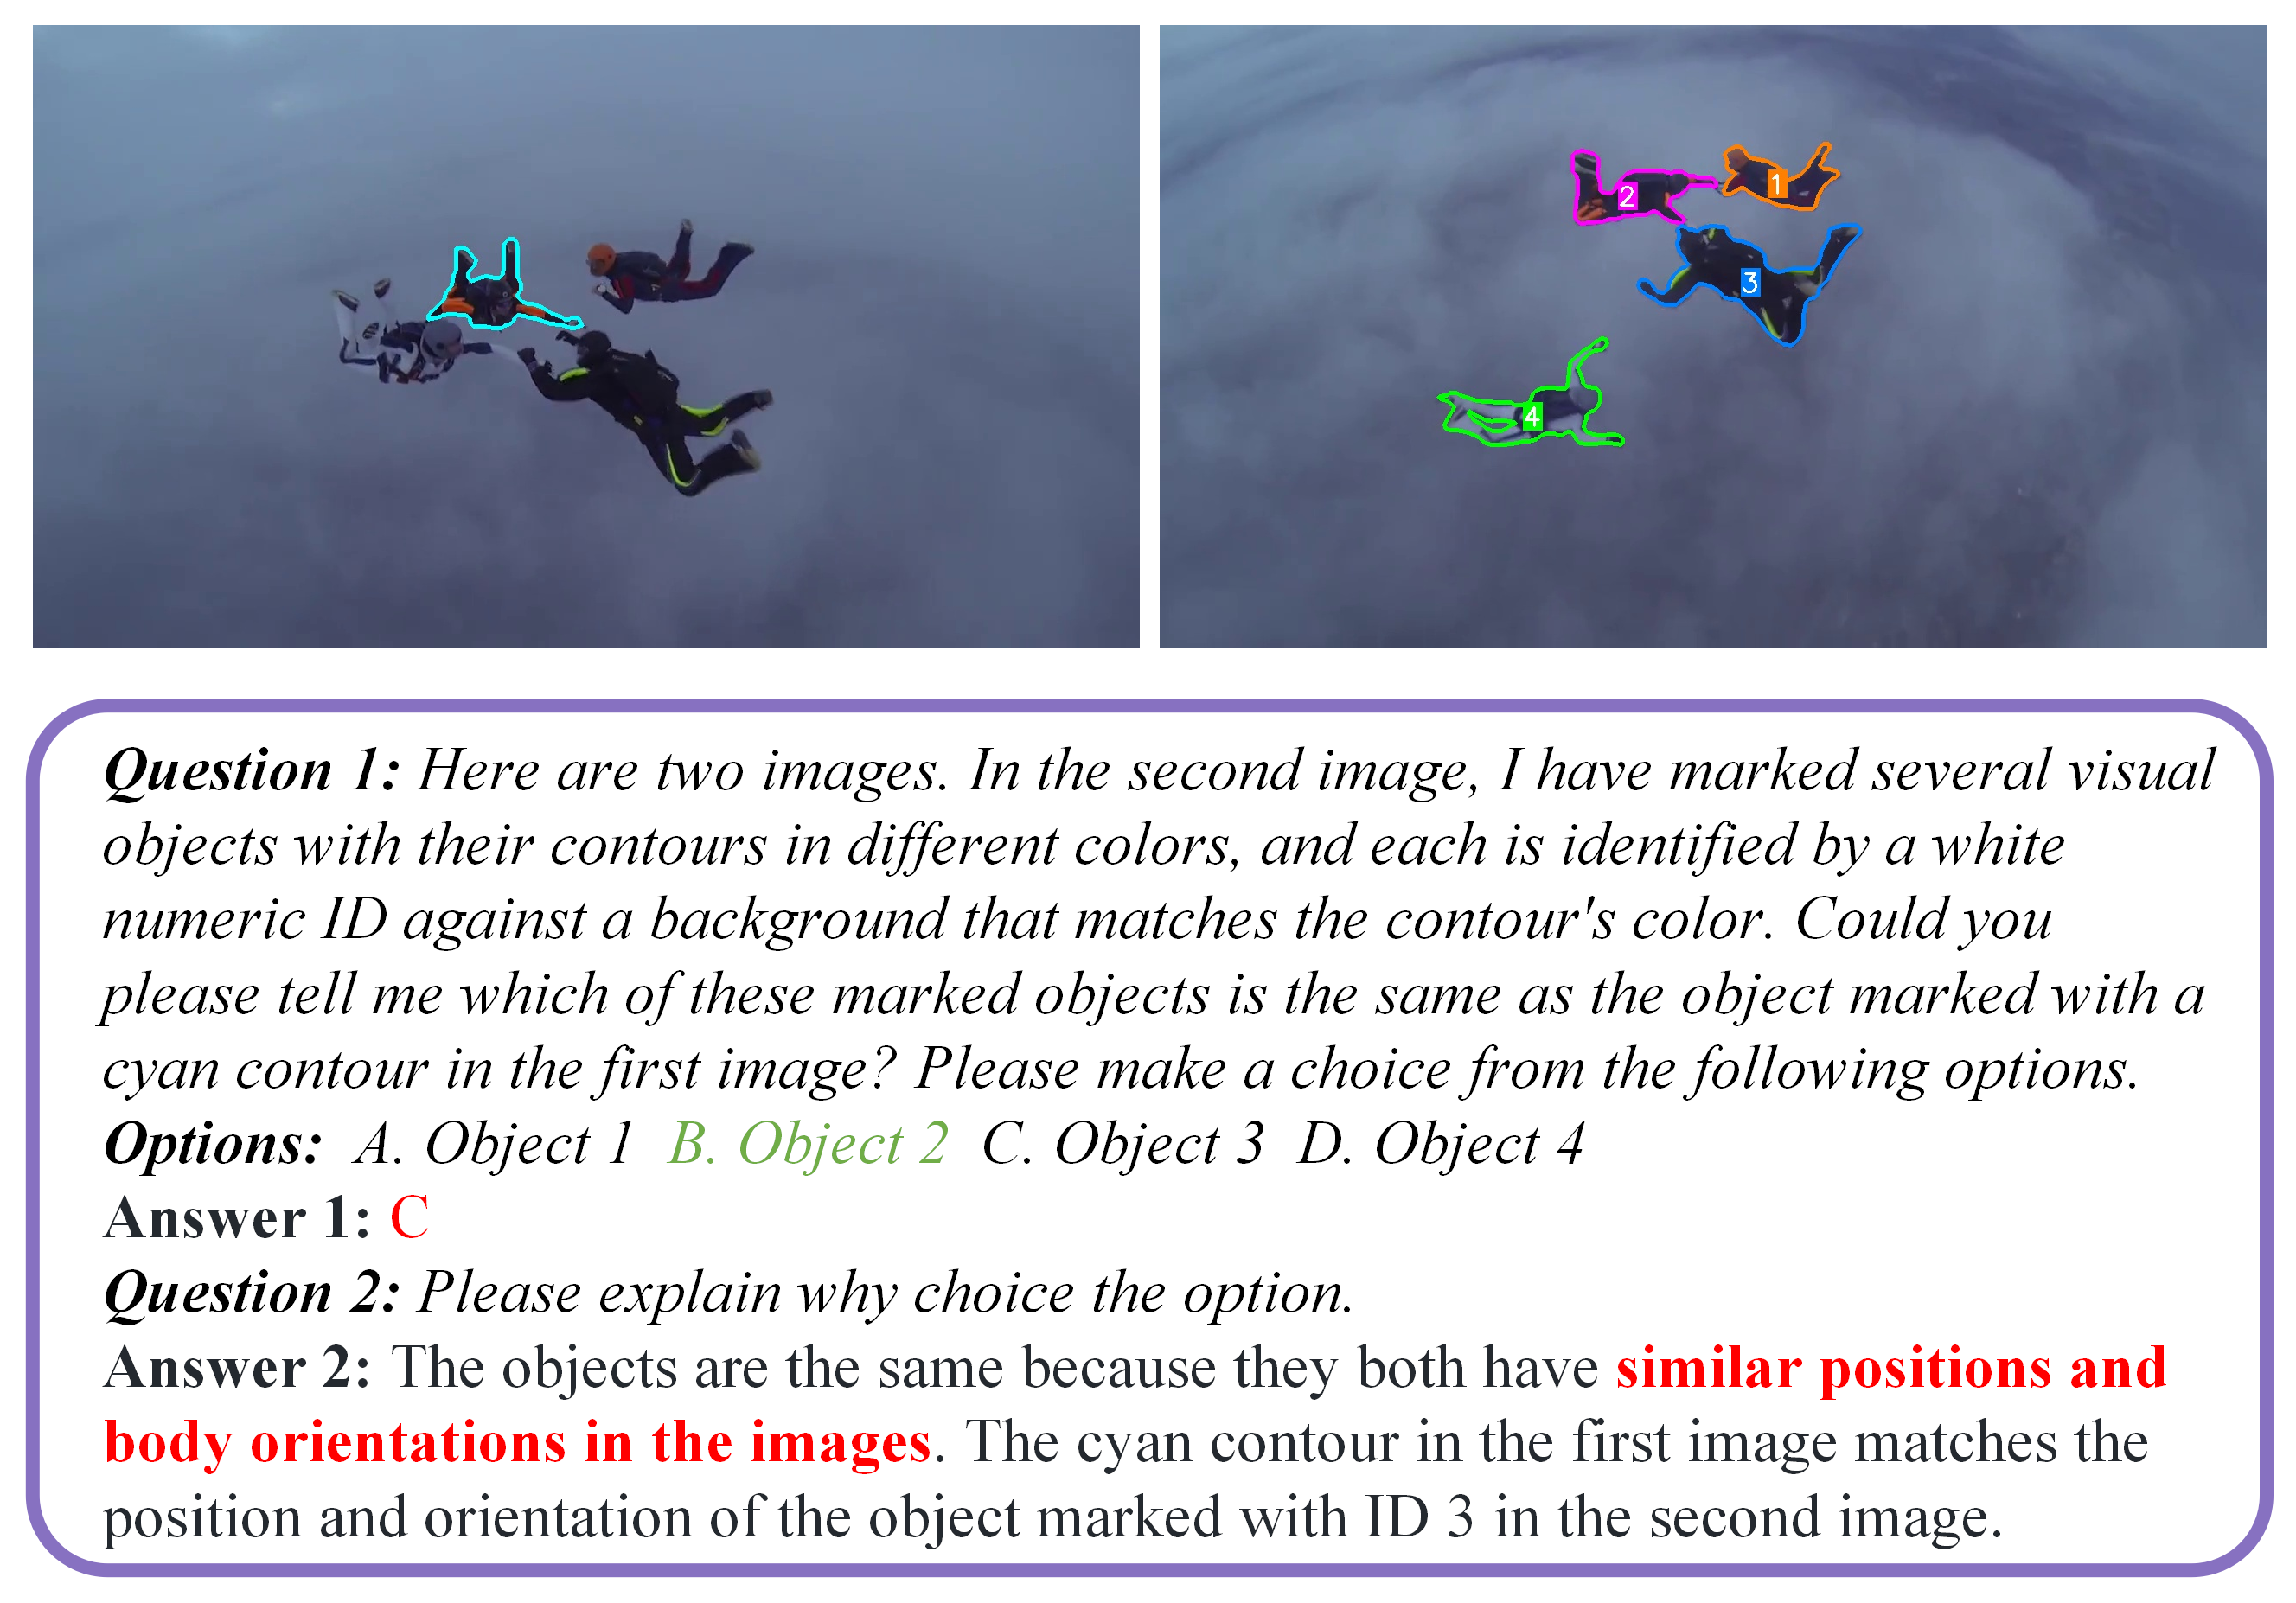 2
1
3
4
Question 1: Here are two images. In the second image, I have marked several visual
objects with their contours in different colors, and each is identified by a white
numeric ID against a background that matches the contour's color. Could you
please tell me which of these marked objects is the same as the object marked with a
cyan contour in the first image? Please make a choice from the following options.
Options: A. Object 1 B. Object 2 C. Object 3 D. Object 4
Answer 1: C
Question 2: Please explain why choice the option.
Answer 2: The objects are the same because they both have similar positions and
body orientations in the images. The cyan contour in the first image matches the
position and orientation of the object marked with ID 3 in the second image.